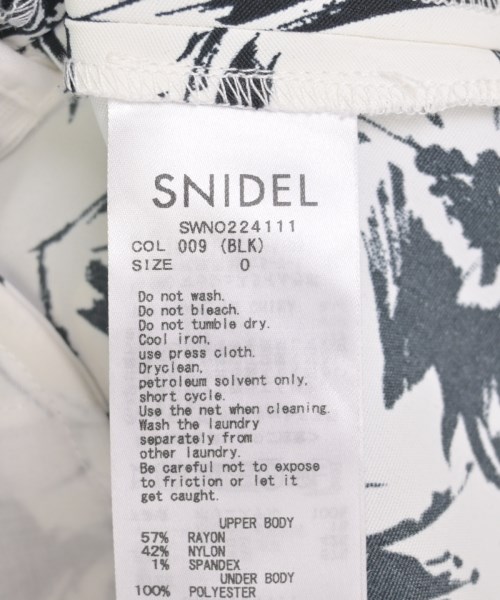 SNIDEL
SWNO224111
COL 009 (BLK)
SIZE 0
Do not wash.
Do not bleach.
Do not tumble dry.
Cool iron,
use press cloth.
Dryclean,
petroleum solvent only,
short cycle.
Use the net when cleaning.
Wash the laundry
separately from
other laundry.
Be careful not to expose
to friction or let it
get caught.
UPPER BODY
57% RAYON
42% NYLON
1% SPANDEX
UNDER BODY
100% POLYESTER